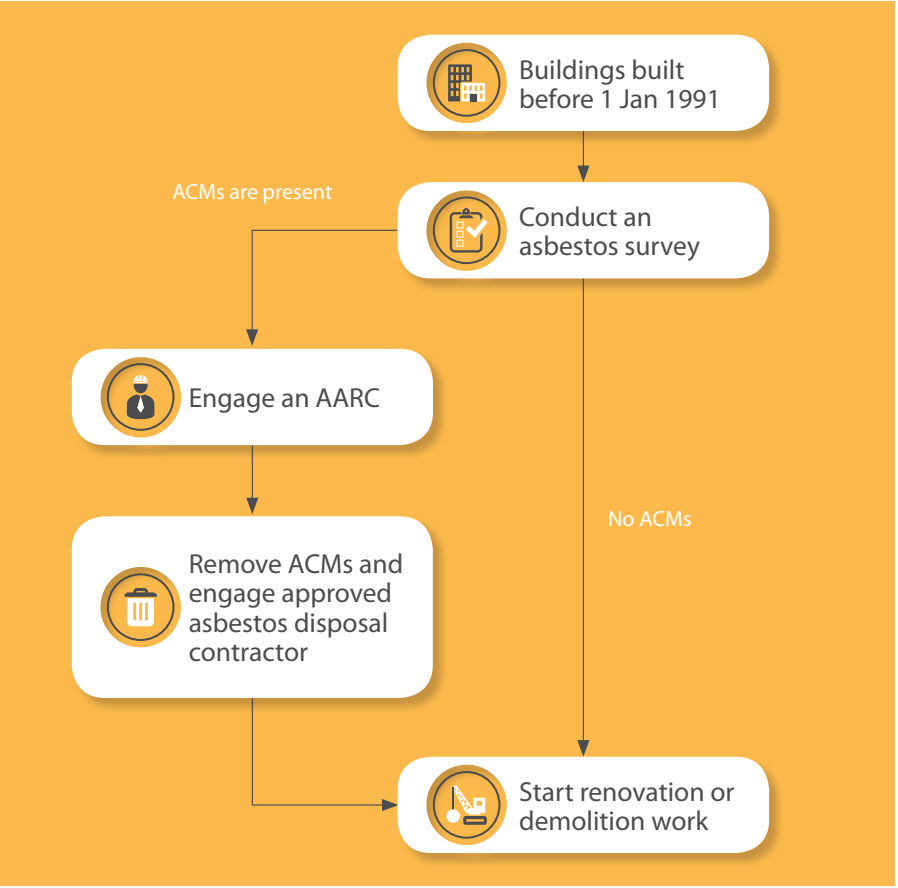 Buildings built
before 1 Jan 1991
ACMs are present
Conduct an
asbestos survey
Engage an AARC
No ACMs
Remove ACMs and
engage approved
asbestos disposal
contractor
Start renovation or
demolition work